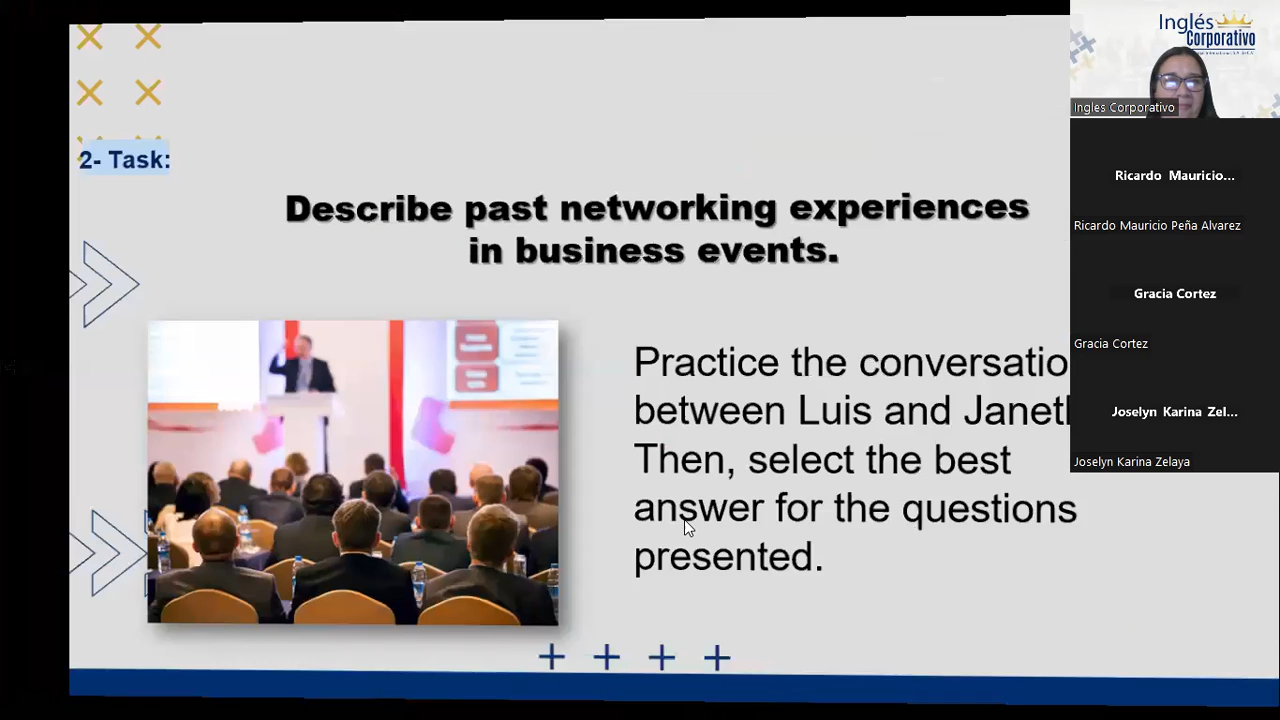 2- Task:
Describe past networking experiences
in business events.
Practice the conversatio
between Luis and Janet
Then, select the best
answer for the questions
presented.
Inglés
Corporativo
Ingles Corporativo
Ricardo Mauricio...
Ricardo Mauricio Peña Alvarez
Gracia Cortez
Gracia Cortez
Joselyn Karina Zel...
Joselyn Karina Zelaya